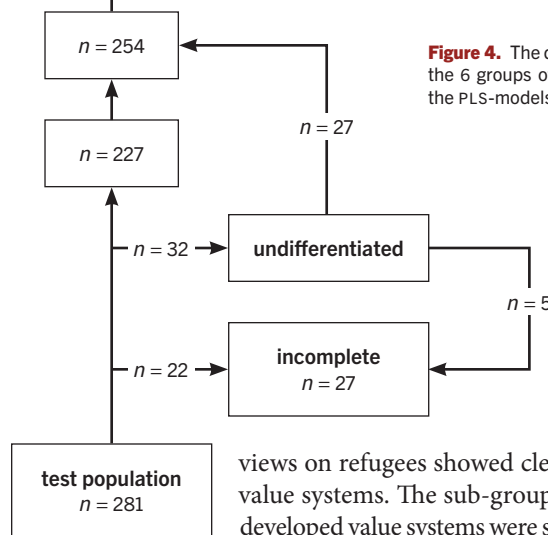 n = 254
Figure 4. The
the 6 groups
the PLS-models
n = 27
n = 227
n = 32
undifferentiated
n = 5
n = 22
incomplete
n = 27
test population
n = 281
views on refugees showed
value systems. The sub-group
developed value systems were